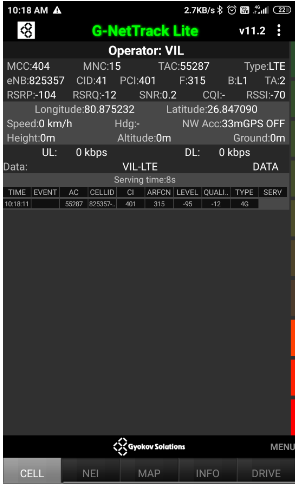 10:18 AM 2.7KB/s 22
G-NetTrack Lite v11.2
Operator: VIL
MCC:404 MNC:15 TAC:55287 Type:LTE
eNB:825357 CID:41 PCI:401 F:315 B:L1 TA:2
RSRP:-104 RSRQ:-12 SNR:0.2 CQI:- RSSI:-70
Longitude:80.875232 Latitude:26.847090
Speed:0 km/h Hdg:- NW Acc:33mGPS OFF
Height:0m Altitude:0m Ground:0m
UL: 0 kbps DL: 0 kbps
Data: VIL-LTE DATA
Serving time:8s
TIME EVENT AC CELLID CI ARFCN LEVEL QUALI.. TYPE SERV
10:18:11 55287 825357-.. 401 315 -95 -12 4G
Gyokov Solutions MENU
CELL NEI MAP INFO DRIVE